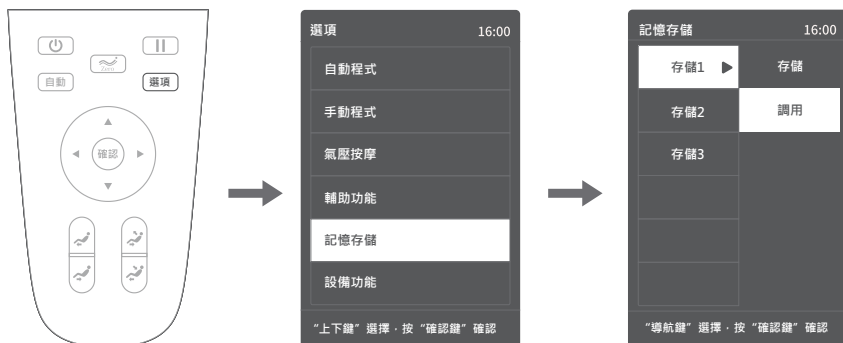 Zero
自動
選項
確認
選項 16:00
自動程式
手動程式
氣壓按摩
輔助功能
記憶存儲
設備功能
“上下鍵”選擇．按“確認鍵”確認
記憶存儲 16:00
存儲1 存儲
存儲2 調用
存儲3
“導航鍵”選擇．按“確認鍵”確認